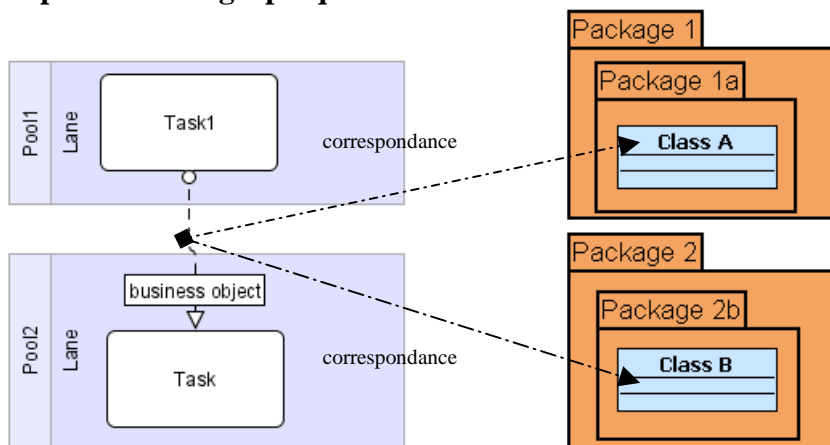 Pool1
Lane
Task1
correspondance
Package 1
Package 1a
Class A
Pool2
Lane
business object
Task
correspondance
Package 2
Package 2b
Class B